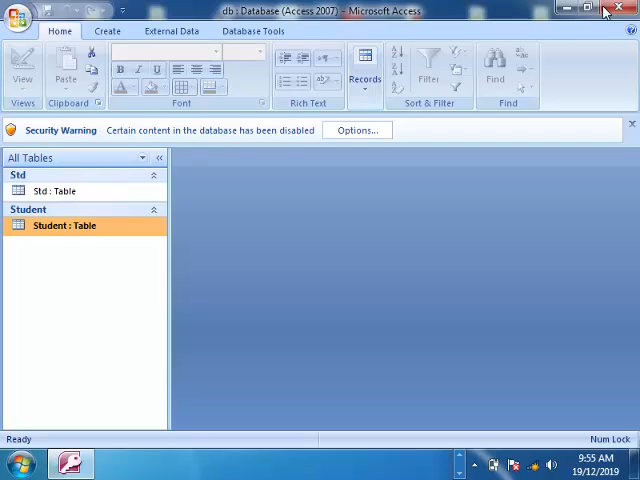 db : Database (Access 2007) – Microsoft Access
Home Create External Data Database Tools
View Paste B I U A Records Filter Find
Views Clipboard Font Rich Text Sort & Filter Find
Security Warning Certain content in the database has been disabled Options...
All Tables
Std
Std : Table
Student
Student : Table
Ready Num Lock
9:55 AM
19/12/2019